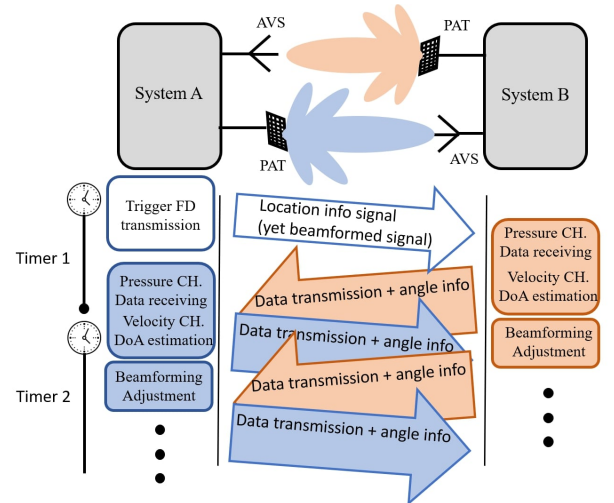 AVS
PAT
System A
System B
PAT
AVS
Timer 1
Trigger FD
transmission
Location info signal
(yet beamformed signal)
Pressure CH.
Data receiving
Velocity CH.
DoA estimation
Pressure CH.
Data receiving
Velocity CH.
DoA estimation
Data transmission + angle info
Data transmission + angle info
Beamforming
Adjustment
Timer 2
Beamforming
Adjustment
Data transmission + angle info
Data transmission + angle info